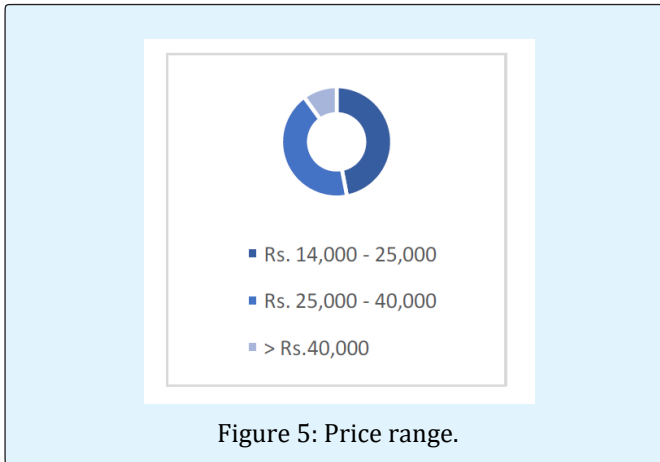 Rs. 14,000 - 25,000
Rs. 25,000 - 40,000
> Rs.40,000
Figure 5: Price range.